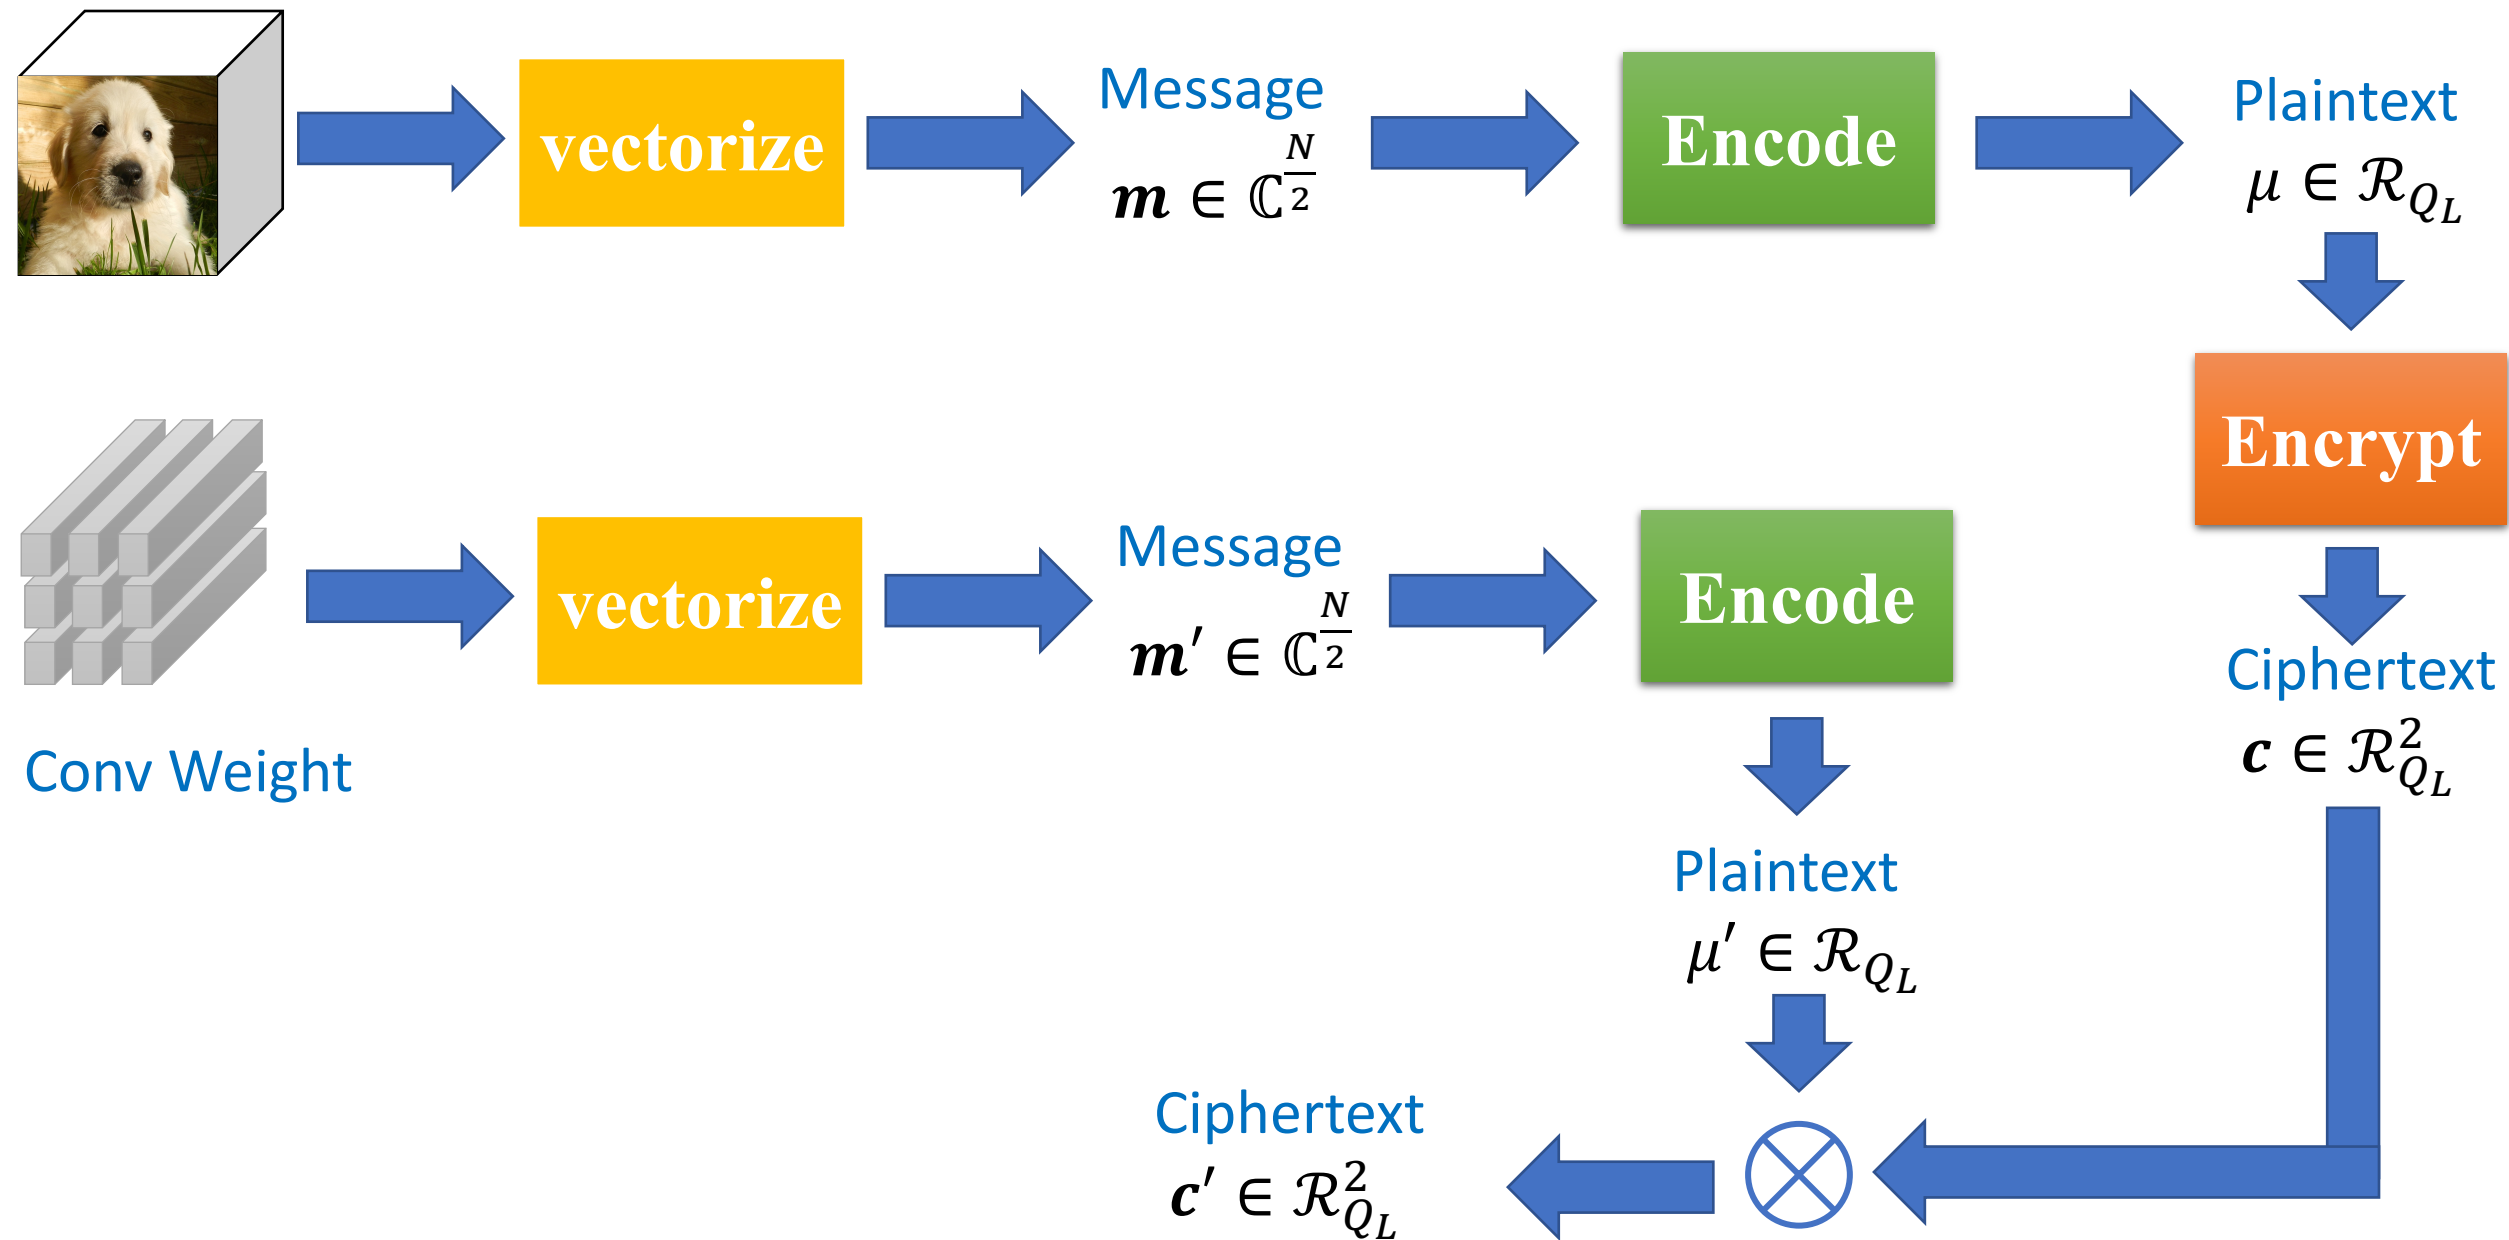 vectorize
Message
m ∈ ℂ^{N/2}
Encode
Plaintext
μ ∈ ℛ_{Q_L}
Encrypt
Ciphertext
c ∈ ℛ²_{Q_L}
vectorize
Message
m′ ∈ ℂ^{N/2}
Encode
Conv Weight
Plaintext
μ′ ∈ ℛ_{Q_L}
Ciphertext
c′ ∈ ℛ²_{Q_L}